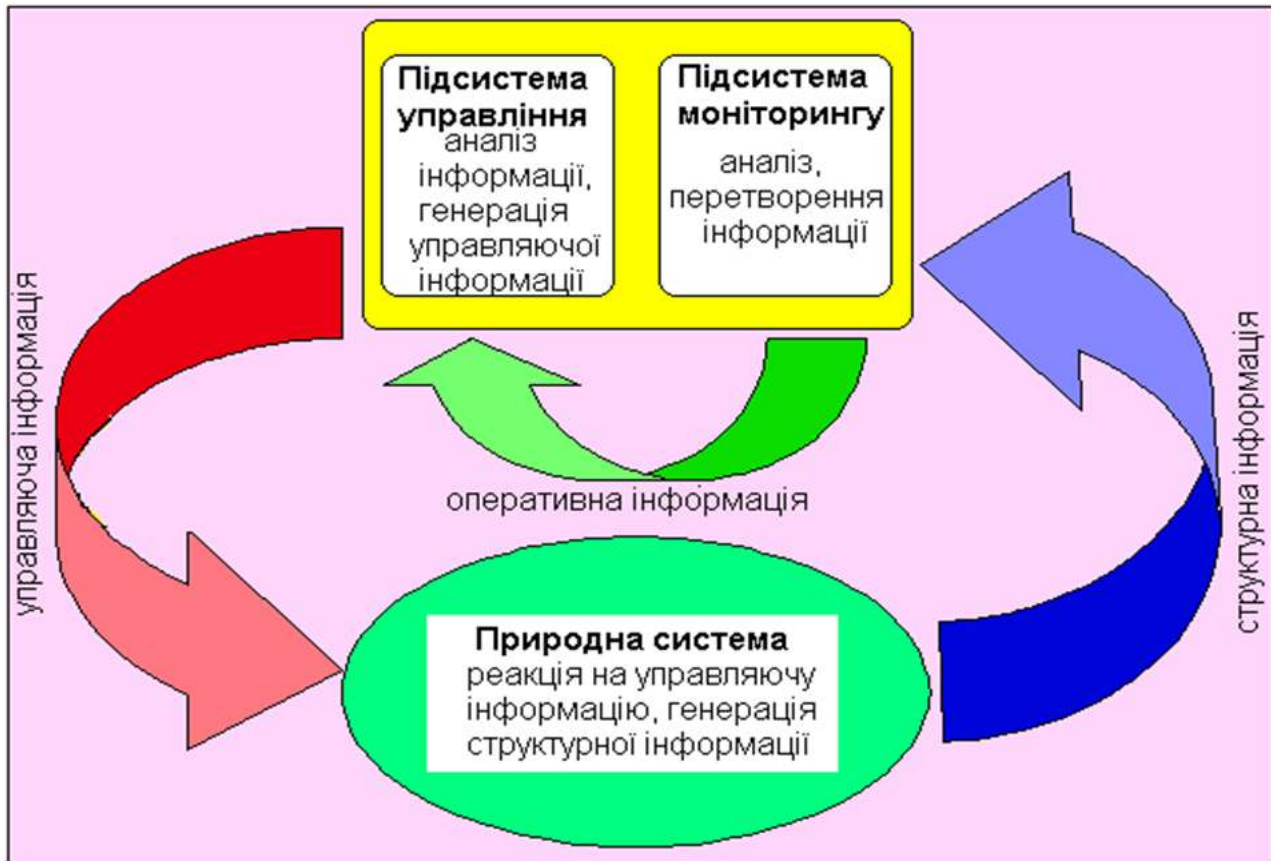 Підсистема
управління
аналіз
інформації,
генерація
управляючої
інформації
Підсистема
моніторингу
аналіз,
перетворення
інформації
управляюча інформація
оперативна інформація
структурна інформація
Природна система
реакція на управляючу
інформацію, генерація
структурної інформації